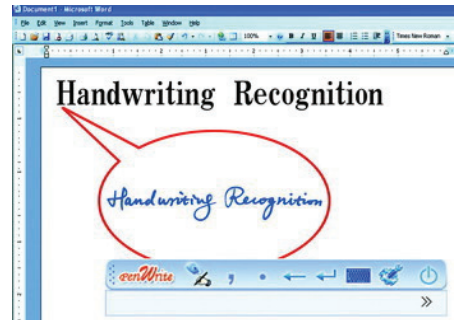 Document1 - Microsoft Word
File Edit View Insert Format Tools Table Window Help
100% B I U Times New Roman
Handwriting Recognition
Handwriting Recognition
penWrite